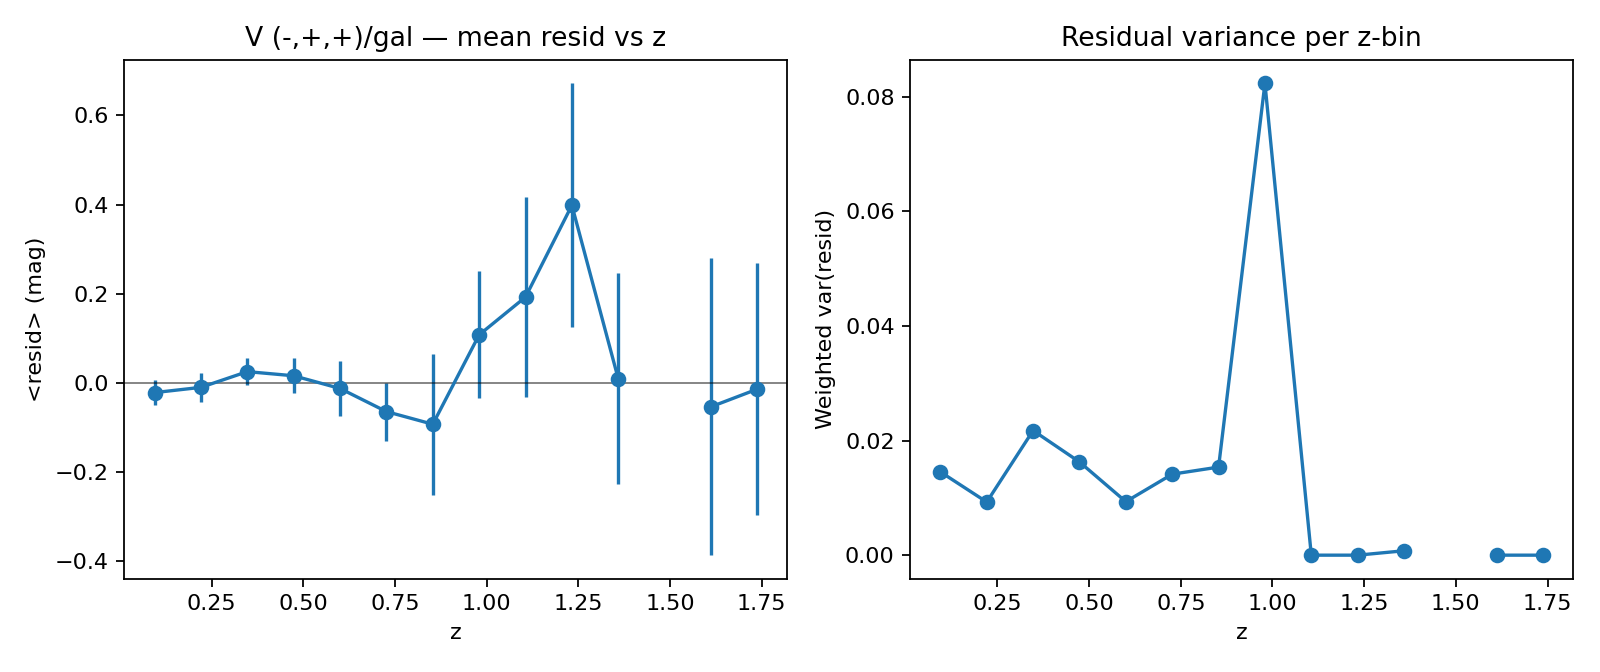 V (-,+,+)/gal — mean resid vs z
<resid> (mag)
0.6
0.4
0.2
0.0
−0.2
−0.4
0.25 0.50 0.75 1.00 1.25 1.50 1.75
z
Residual variance per z-bin
Weighted var(resid)
0.08
0.06
0.04
0.02
0.00
0.25 0.50 0.75 1.00 1.25 1.50 1.75
z